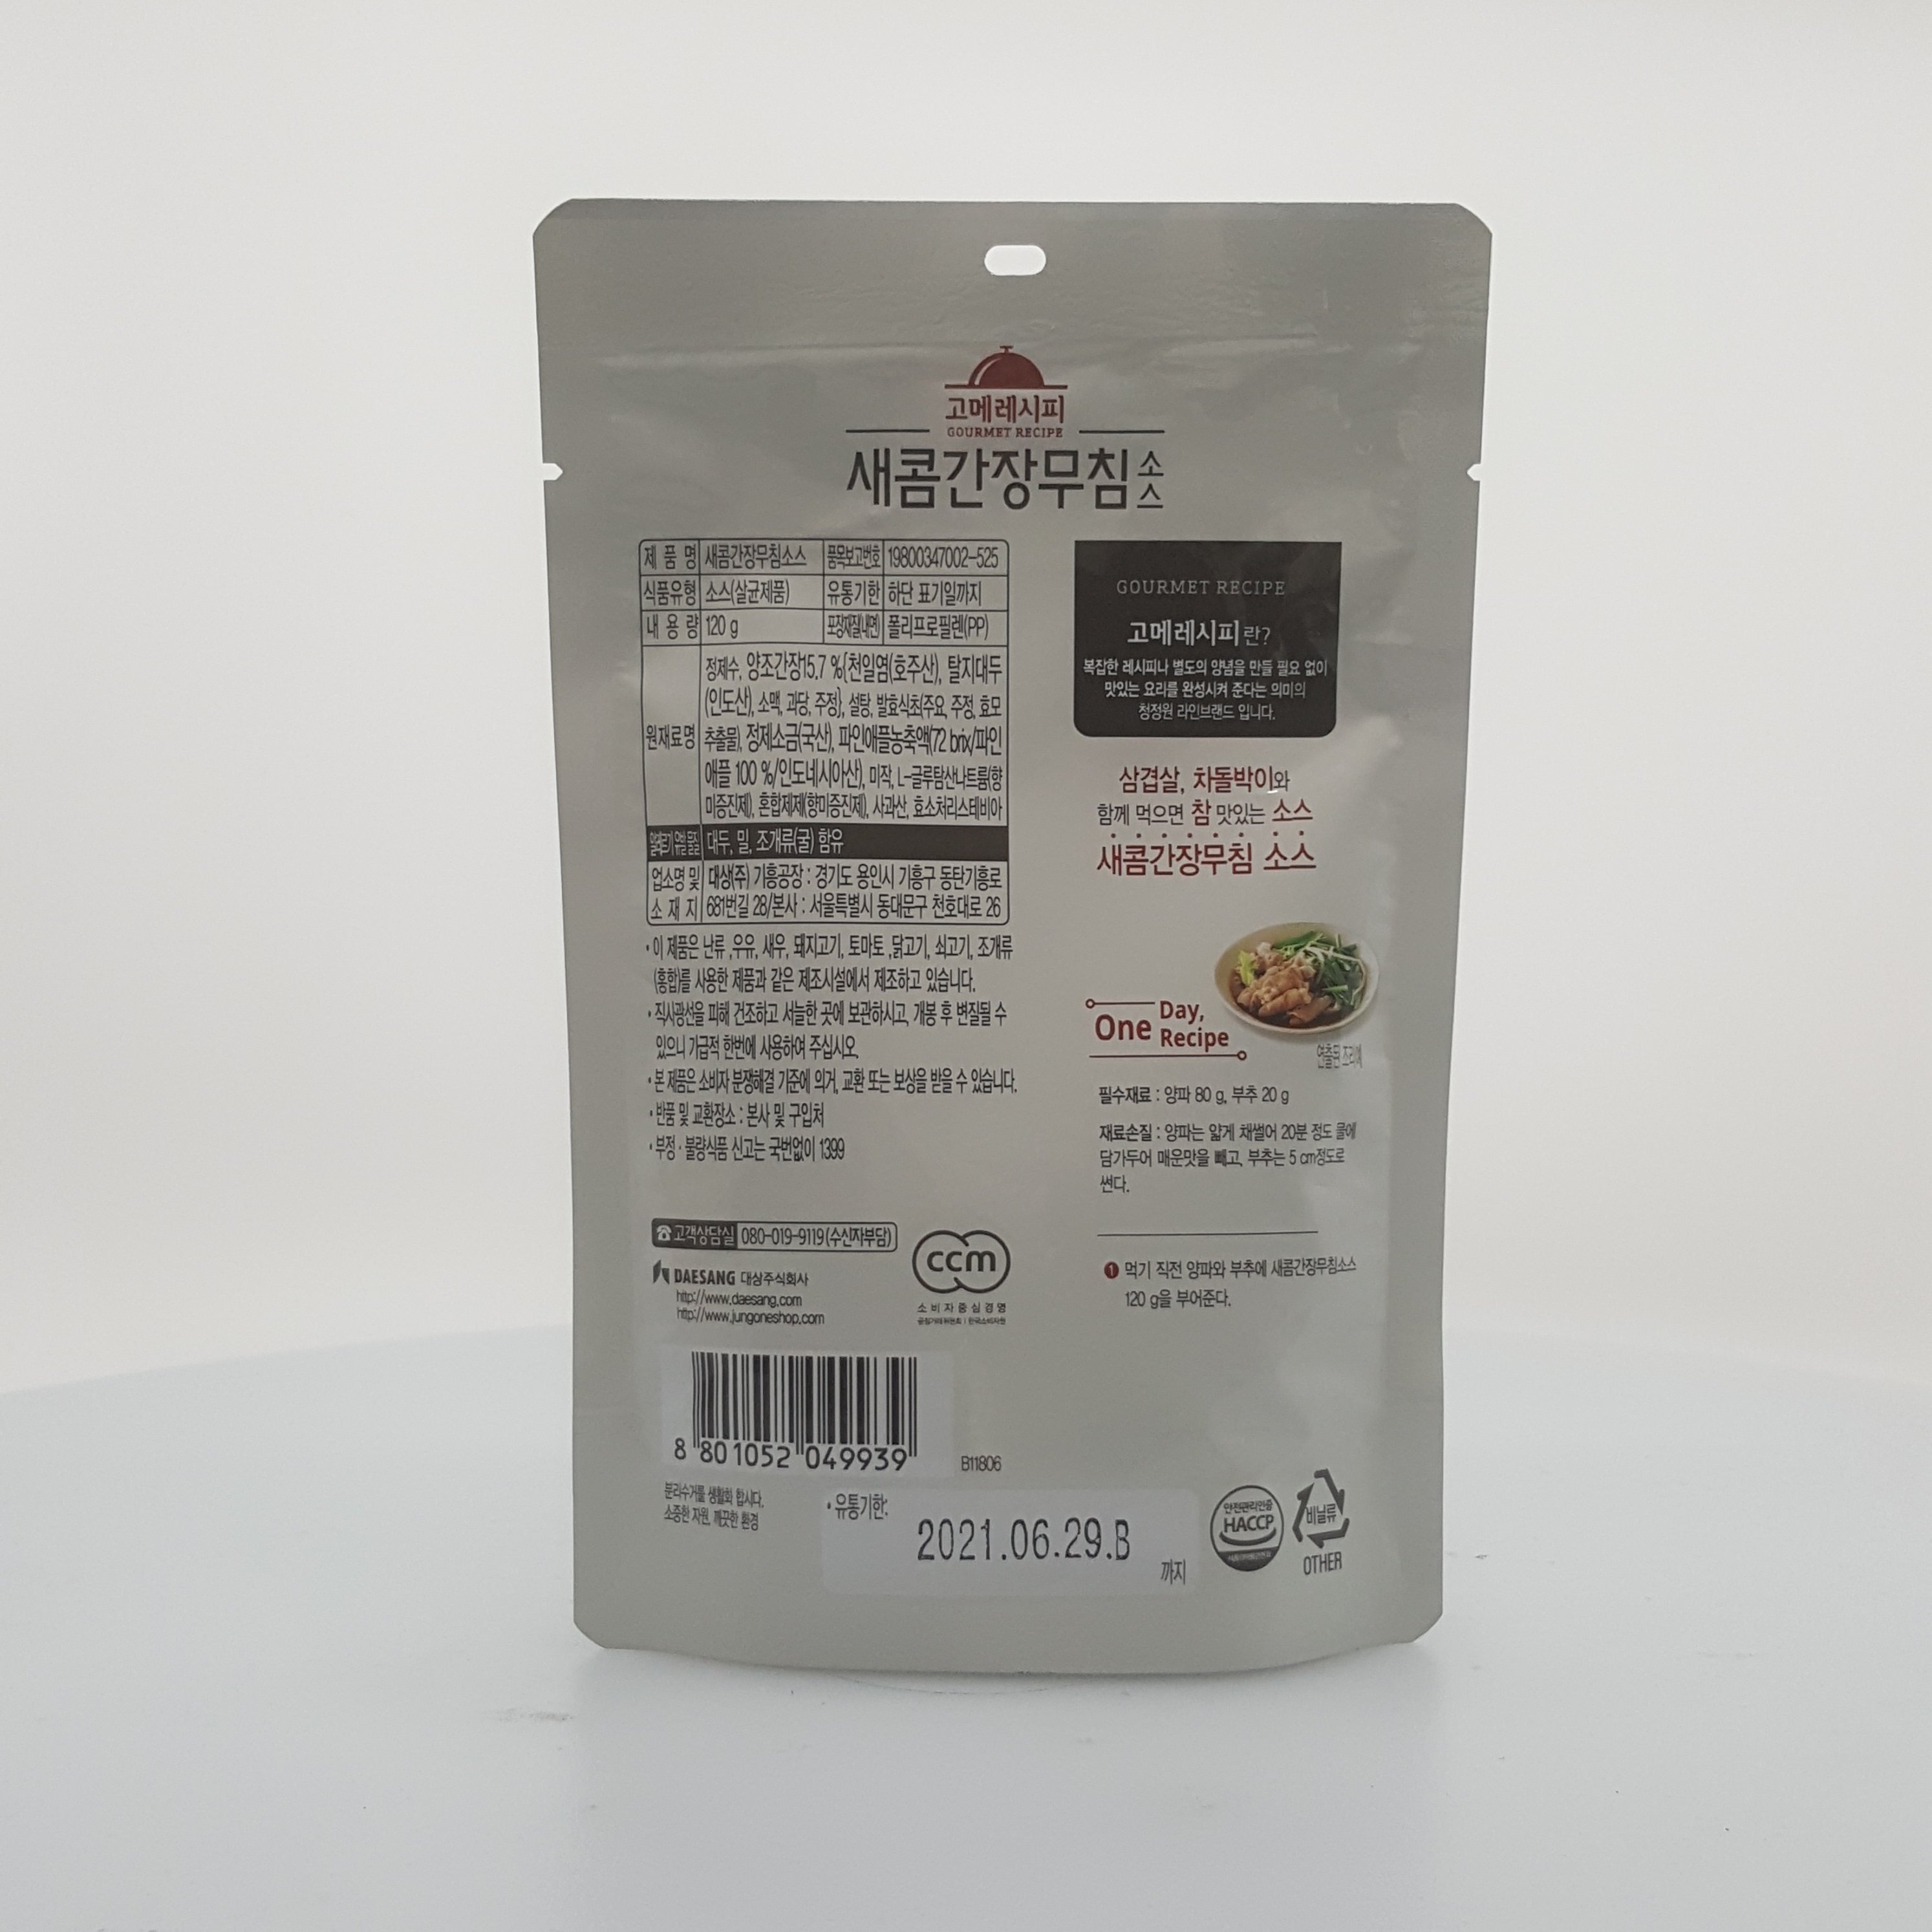 고메레시피
GOURMET RECIPE
새콤간장무침 소스
제품명 새콤간장무침소스 품목보고번호 19800347002-525
식품유형 소스(살균제품) 유통기한 하단 표기일까지
내용량 120 g 포장재질(내면) 폴리프로필렌(PP)
원재료명
정제수, 양조간장15.7 %{천일염(호주산), 탈지대두
(인도산), 소맥, 과당, 주정}, 설탕, 발효식초(주요, 주정, 효모
추출물), 정제소금(국산), 파인애플농축액(72 brix/파인
애플 100 %/인도네시아산), 미작, L-글루탐산나트륨(향
미증진제), 혼합제제(향미증진제), 사과산, 효소처리스테비아
알레르기 유발 물질 대두, 밀, 조개류(굴) 함유
업소명 및 대상(주) 기흥공장 : 경기도 용인시 기흥구 동탄기흥로
소재지 681번길 28/본사 : 서울특별시 동대문구 천호대로 26
· 이 제품은 난류 ,우유, 새우, 돼지고기, 토마토 ,닭고기, 쇠고기, 조개류
(홍합)를 사용한 제품과 같은 제조시설에서 제조하고 있습니다.
· 직사광선을 피해 건조하고 서늘한 곳에 보관하시고, 개봉 후 변질될 수
있으니 가급적 한번에 사용하여 주십시오.
· 본 제품은 소비자 분쟁해결 기준에 의거, 교환 또는 보상을 받을 수 있습니다.
· 반품 및 교환장소 : 본사 및 구입처
· 부정 · 불량식품 신고는 국번없이 1399
☎고객상담실 080-019-9119(수신자부담)
DAESANG 대상주식회사
http://www.daesang.com
http://www.jungoneshop.com
ccm
소비자중심경영
공정거래위원회 | 한국소비자원
8 801052 049939
B11806
분리수거를 생활화 합시다.
소중한 자원, 깨끗한 환경
· 유통기한:
2021.06.29.B
까지
GOURMET RECIPE
고메레시피란?
복잡한 레시피나 별도의 양념을 만들 필요 없이
맛있는 요리를 완성시켜 준다는 의미의
청정원 라인브랜드 입니다.
삼겹살, 차돌박이와
함께 먹으면 참 맛있는 소스
새콤간장무침 소스
One Day, Recipe
연출된 조리예
필수재료 : 양파 80 g, 부추 20 g
재료손질 : 양파는 얇게 채썰어 20분 정도 물에
담가두어 매운맛을 빼고, 부추는 5 cm정도로
썬다.
1 먹기 직전 양파와 부추에 새콤간장무침소스
120 g을 부어준다.
안전관리인증
HACCP
비닐류
OTHER